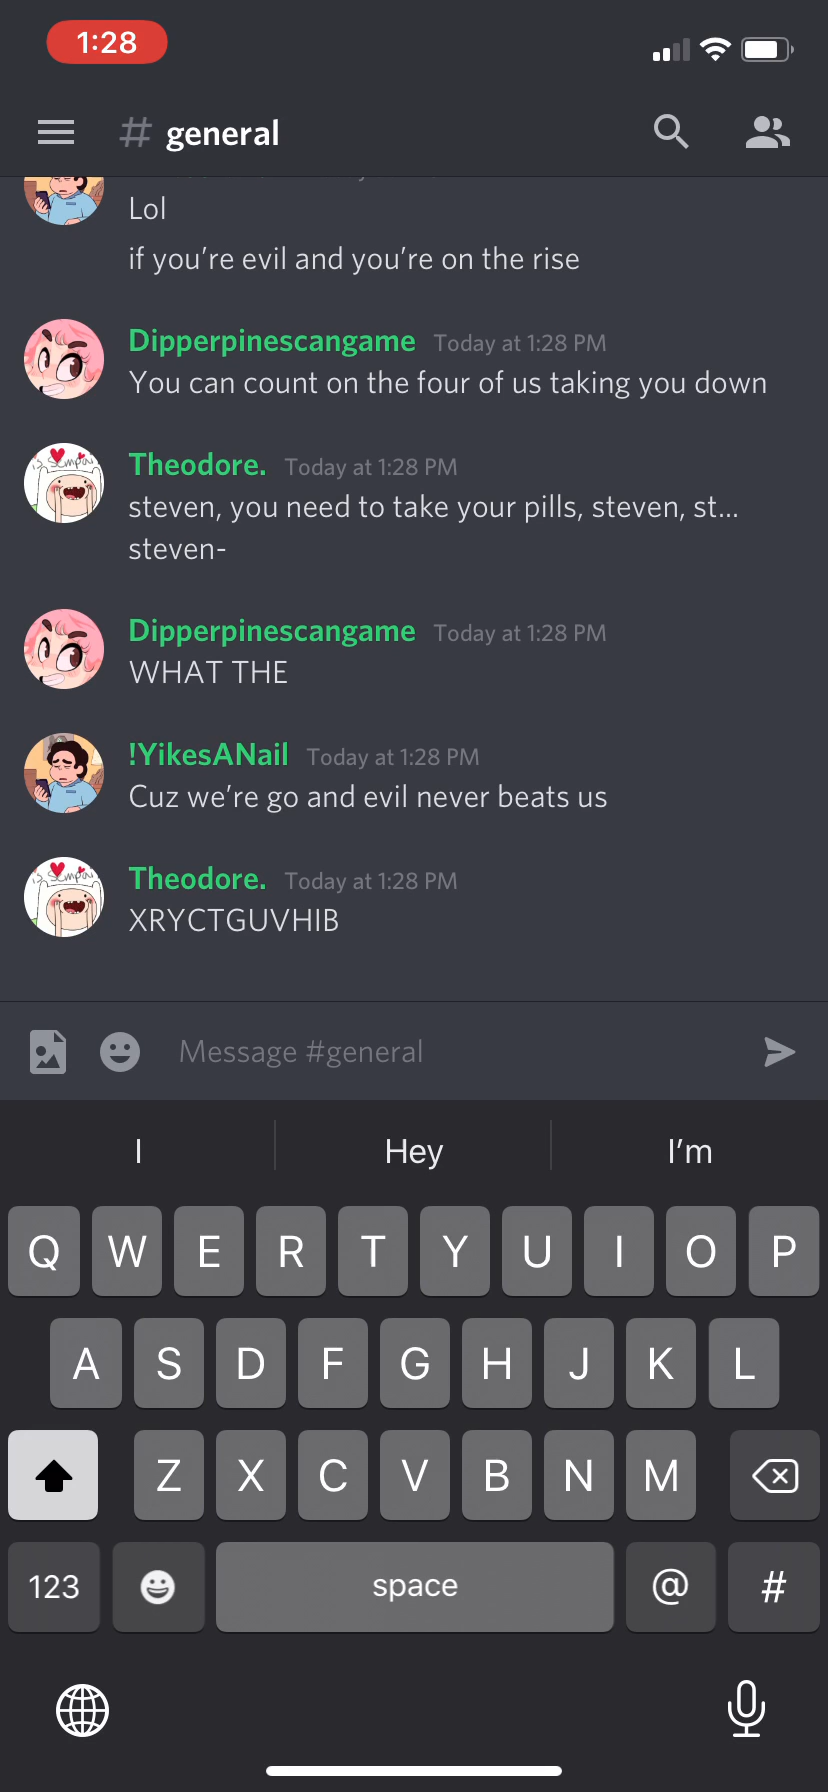 1:28
# general
Lol
if you’re evil and you’re on the rise
Dipperpinescangame Today at 1:28 PM
You can count on the four of us taking you down
Theodore. Today at 1:28 PM
steven, you need to take your pills, steven, st...
steven-
Dipperpinescangame Today at 1:28 PM
WHAT THE
!YikesANail Today at 1:28 PM
Cuz we’re go and evil never beats us
Theodore. Today at 1:28 PM
XRYCTGUVHIB
Message #general
I Hey I’m
Q W E R T Y U I O P
A S D F G H J K L
Z X C V B N M
123 space @ #